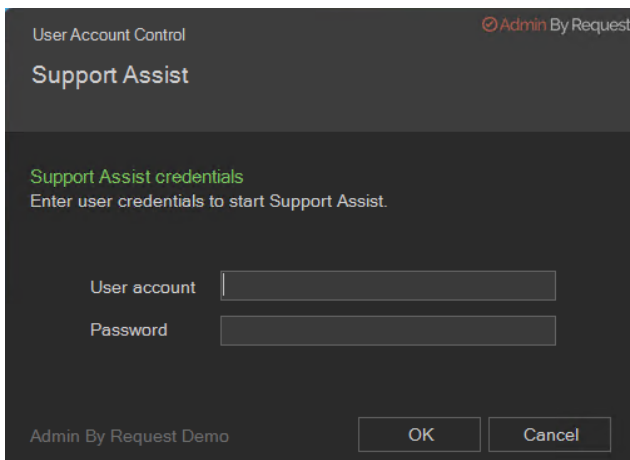 User Account Control
Admin By Request
Support Assist
Support Assist credentials
Enter user credentials to start Support Assist.
User account
Password
Admin By Request Demo
OK
Cancel